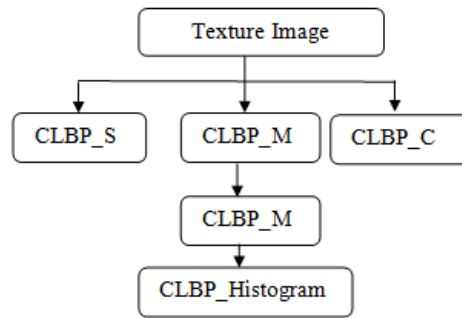 Texture Image
CLBP_S
CLBP_M
CLBP_C
CLBP_M
CLBP_Histogram